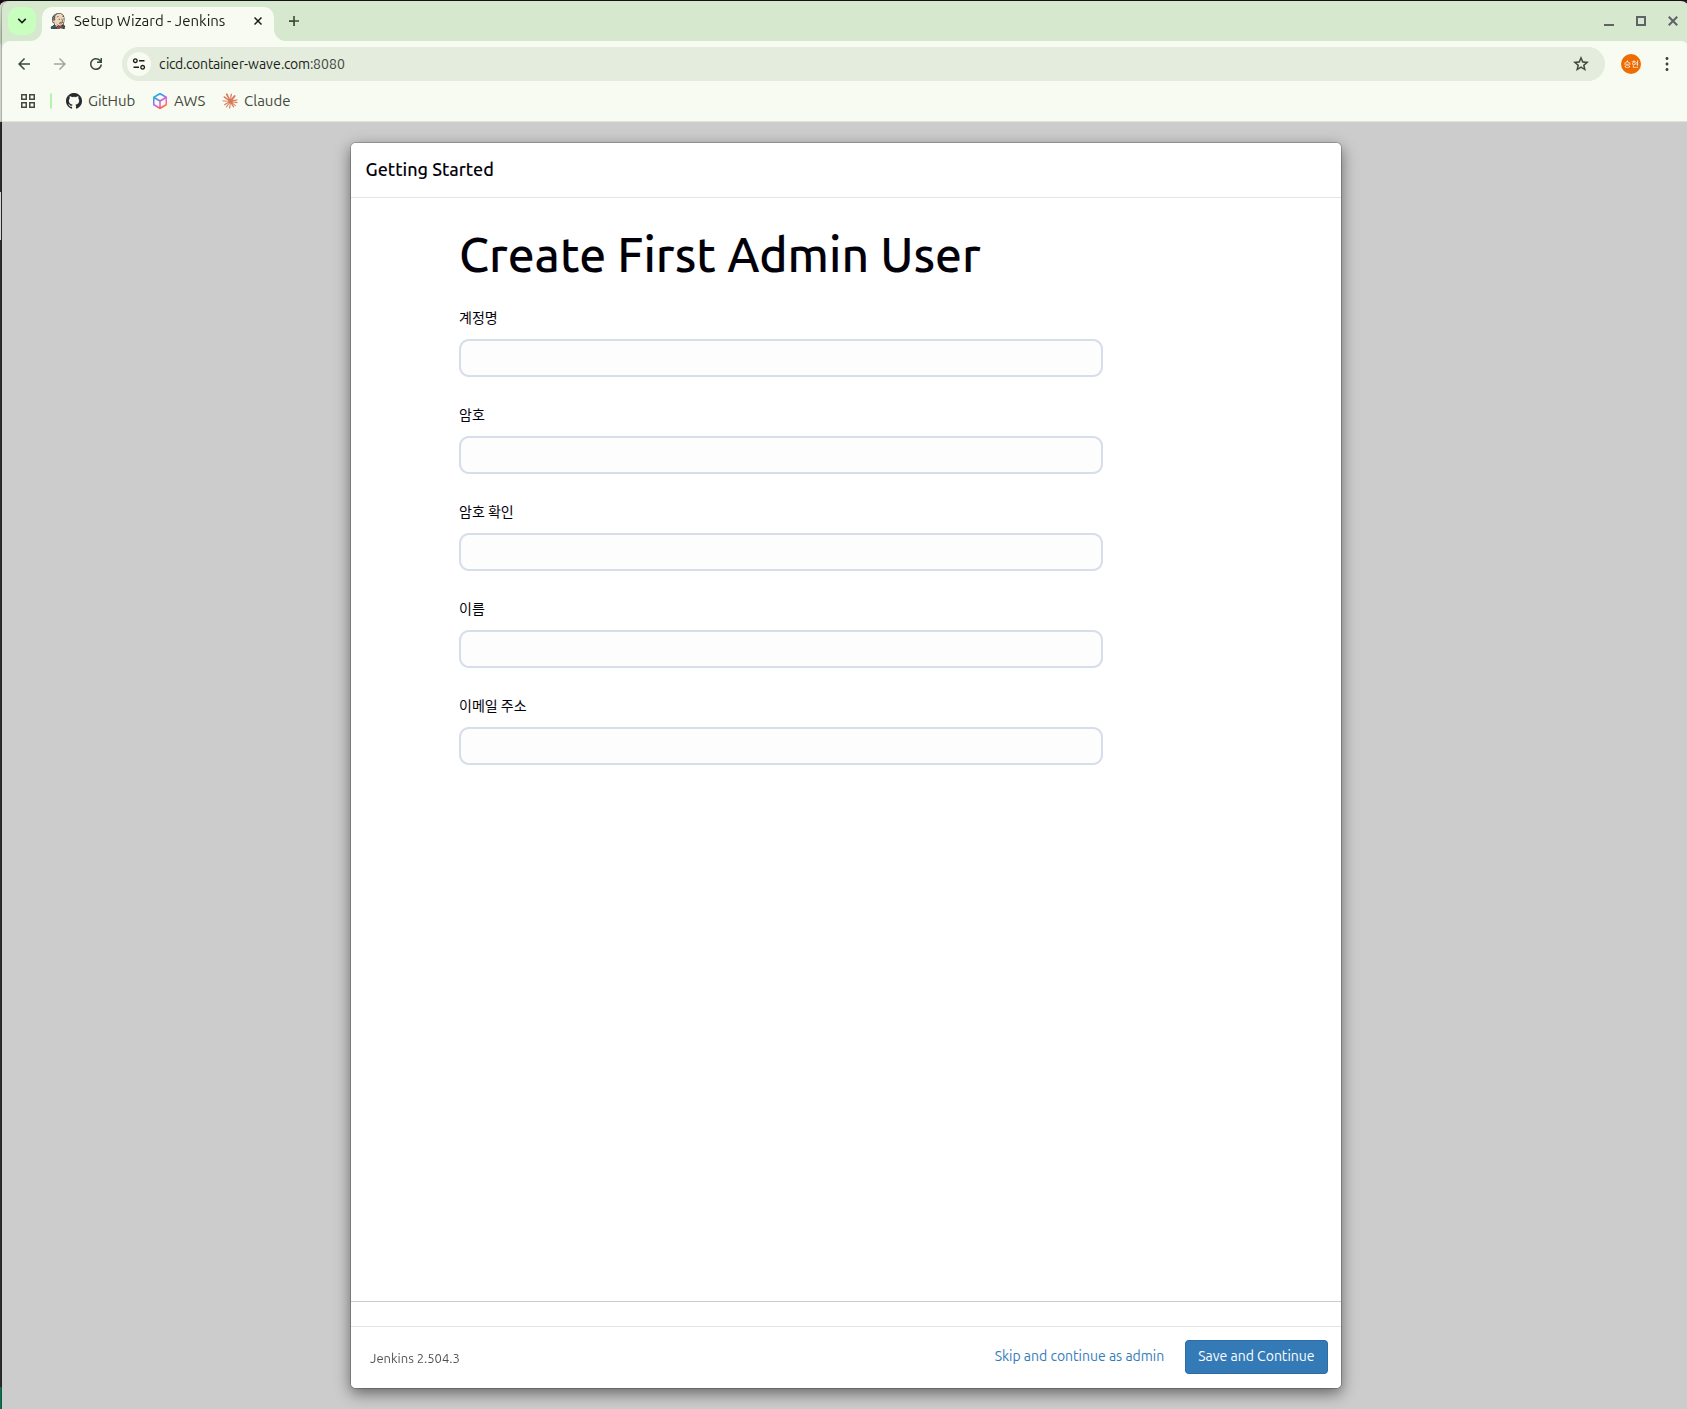 Setup Wizard - Jenkins
cicd.container-wave.com:8080
승현
GitHub
AWS
Claude
Getting Started
Create First Admin User
계정명
암호
암호 확인
이름
이메일 주소
Jenkins 2.504.3
Skip and continue as admin
Save and Continue